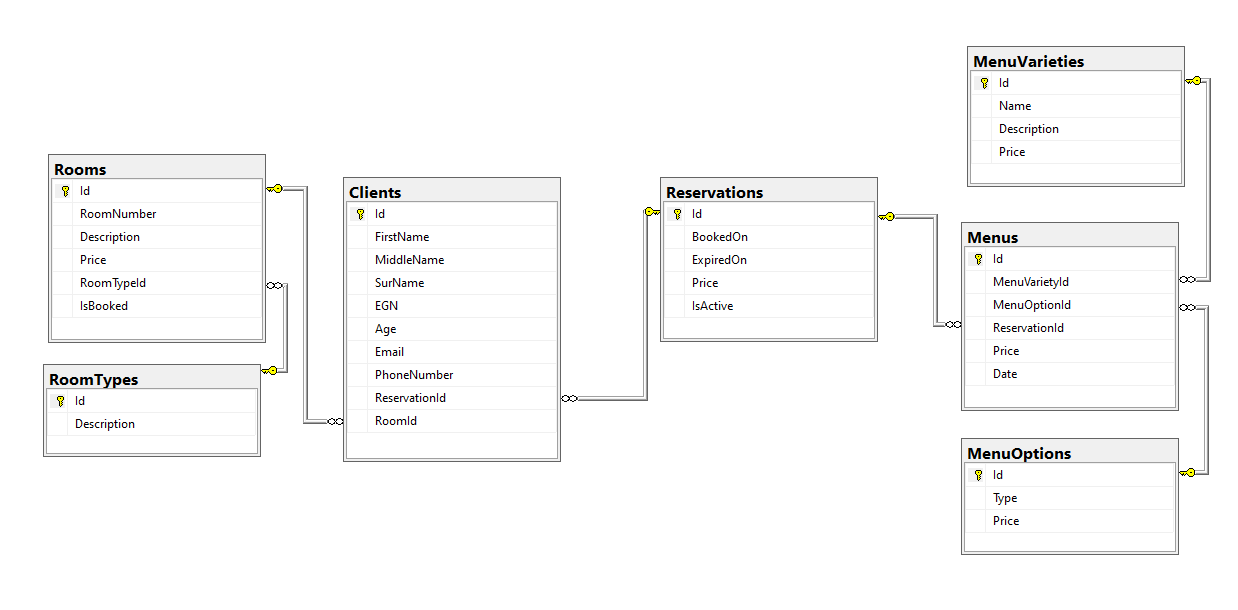 Rooms
Id
RoomNumber
Description
Price
RoomTypeId
IsBooked
RoomTypes
Id
Description
Clients
Id
FirstName
MiddleName
SurName
EGN
Age
Email
PhoneNumber
ReservationId
RoomId
Reservations
Id
BookedOn
ExpiredOn
Price
IsActive
MenuVarieties
Id
Name
Description
Price
Menus
Id
MenuVarietyId
MenuOptionId
ReservationId
Price
Date
MenuOptions
Id
Type
Price